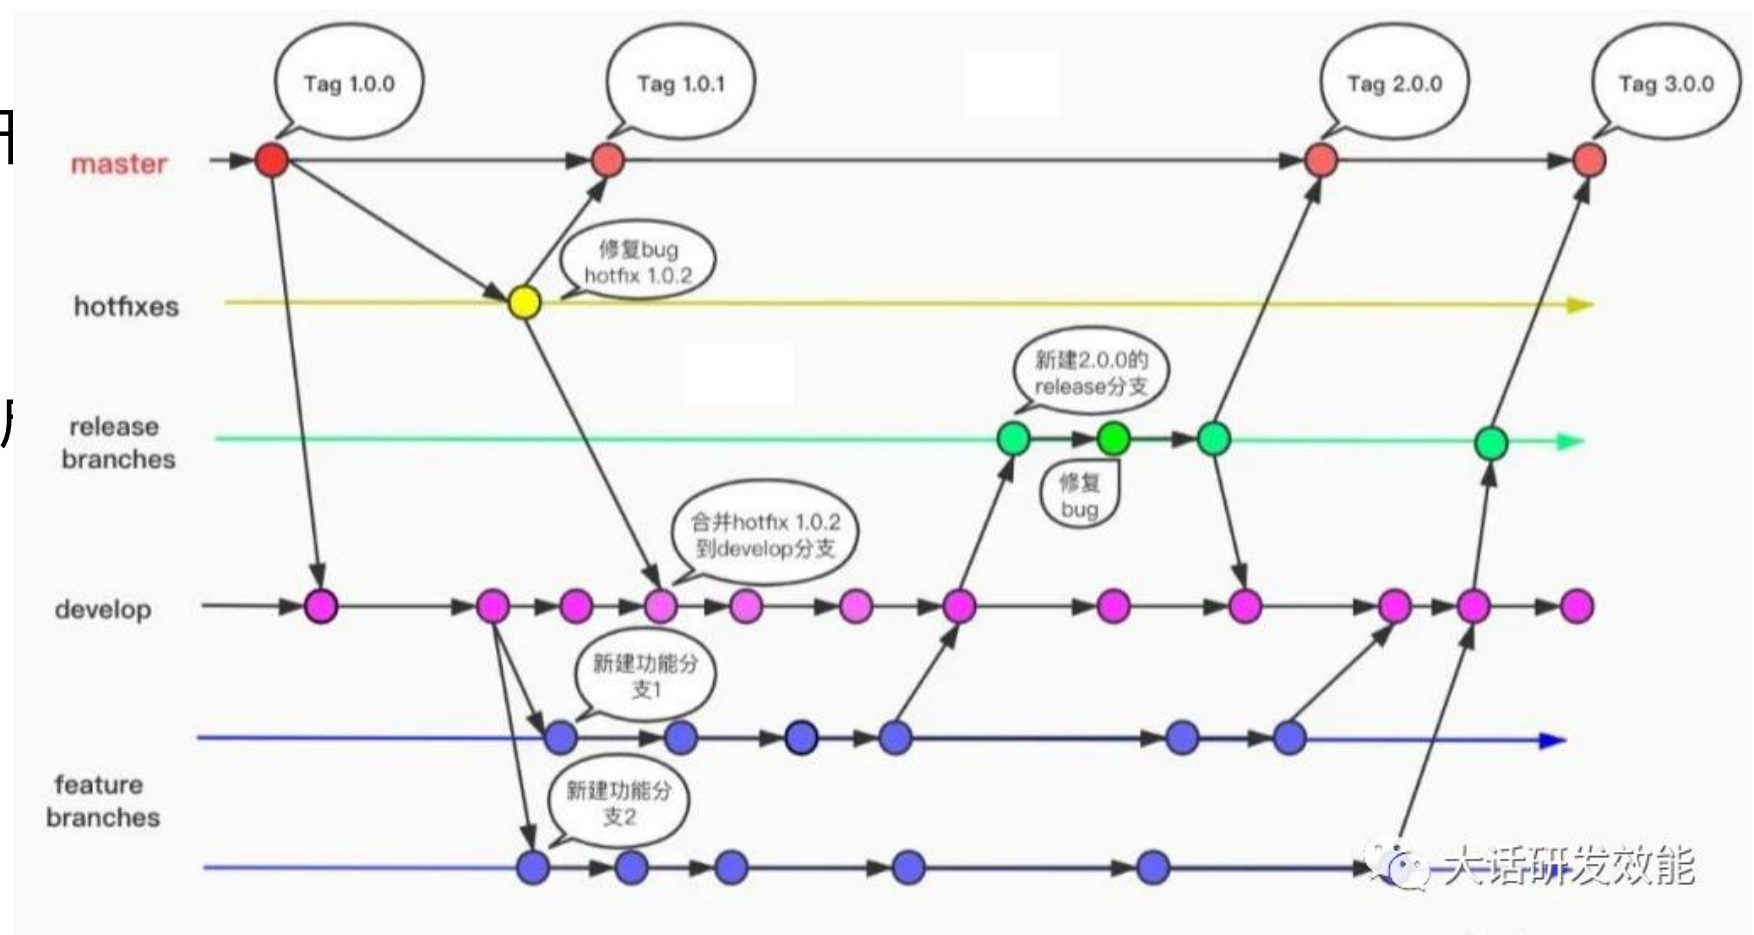 Tag 1.0.0
Tag 1.0.1
Tag 2.0.0
Tag 3.0.0
master
修复bug
hotfix 1.0.2
hotfixes
新建2.0.0的
release分支
release
branches
修复
bug
合并hotfix 1.0.2
到develop分支
develop
新建功能分
支1
feature
branches
新建功能分
支2
大话研发效能